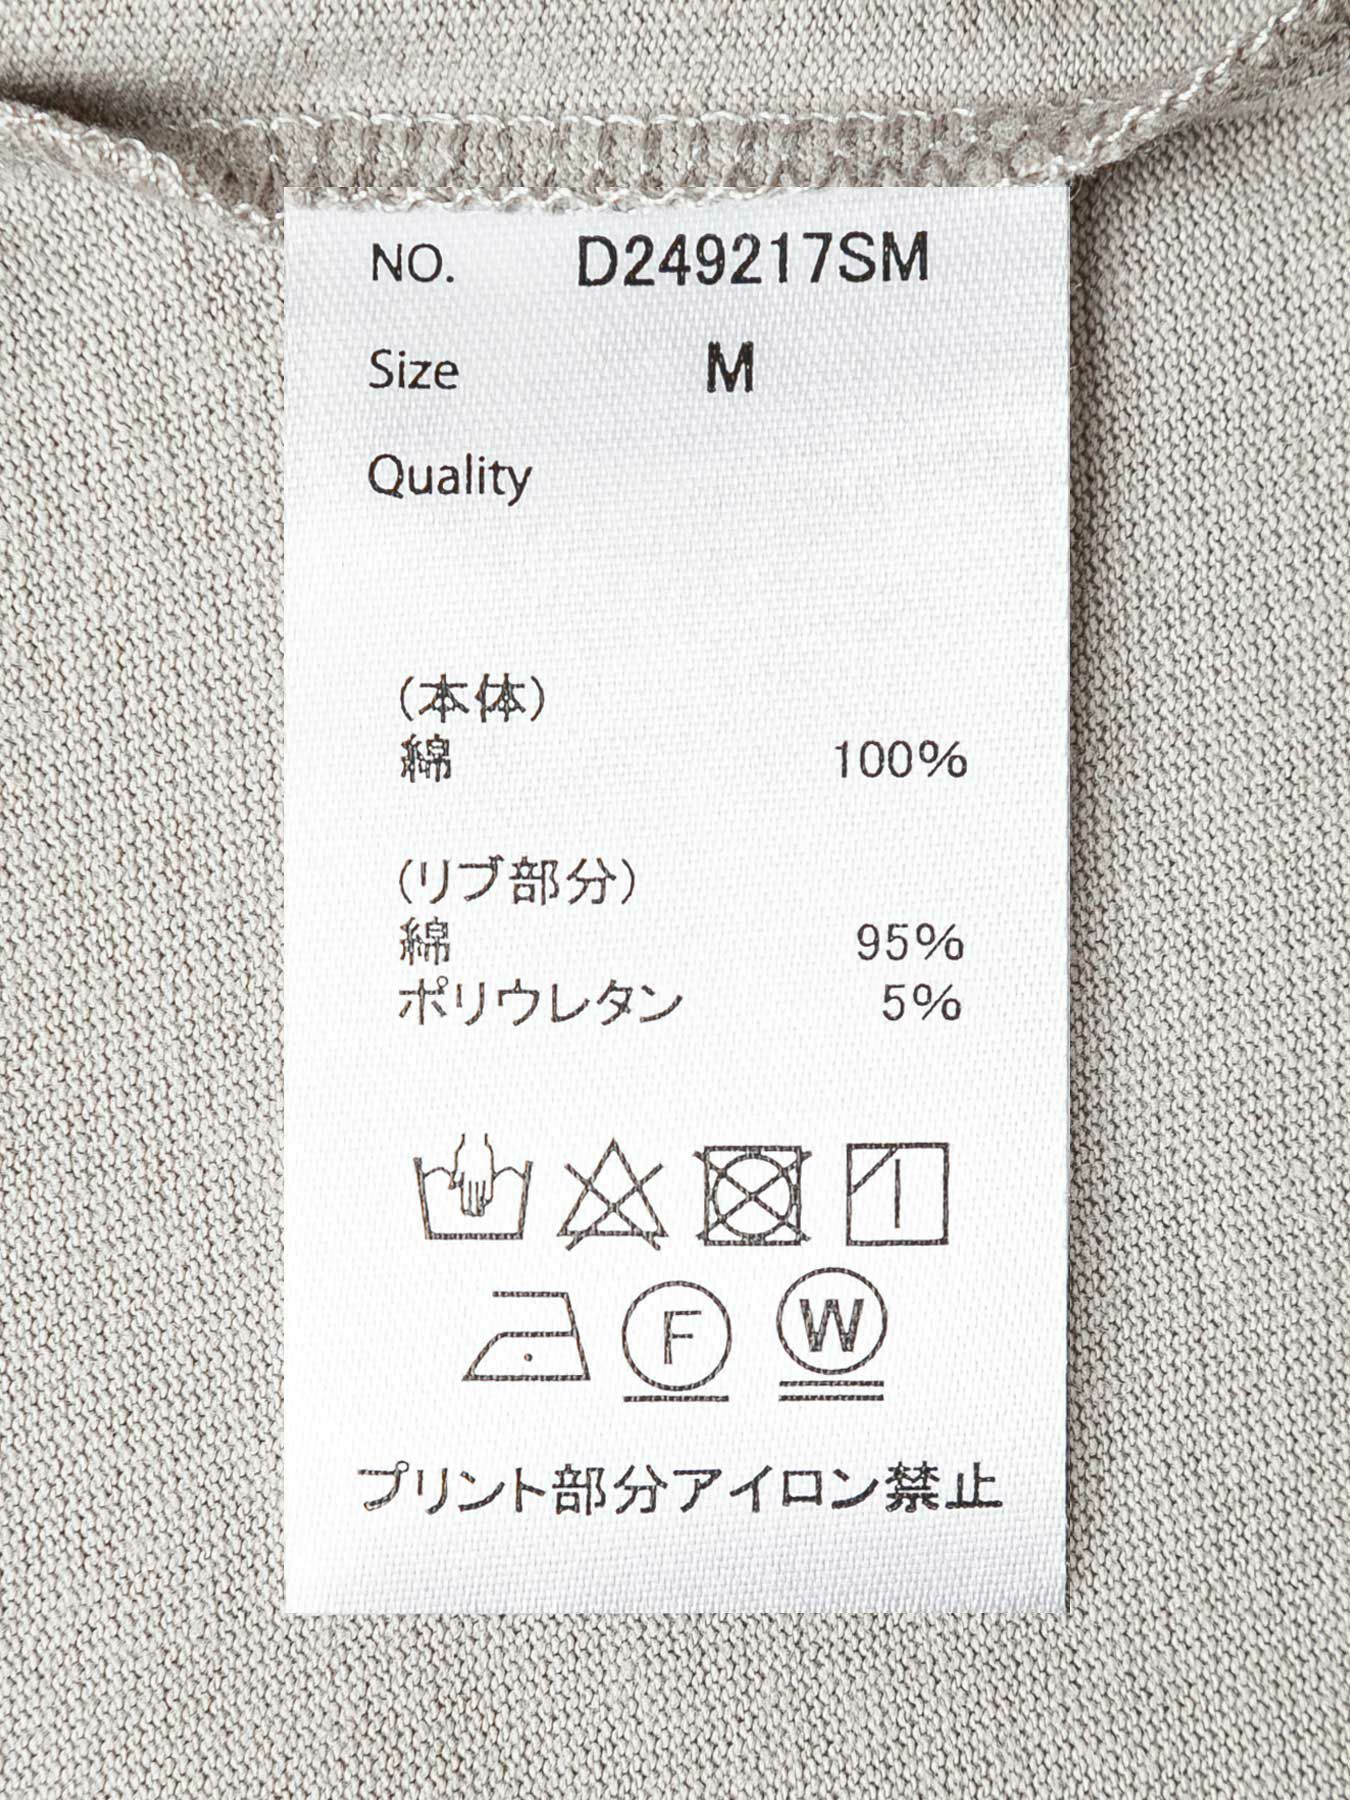 NO. D249217SM
Size M
Quality
(本体)
綿 100%
(リブ部分)
綿 95%
ポリウレタン 5%
F W
プリント部分アイロン禁止